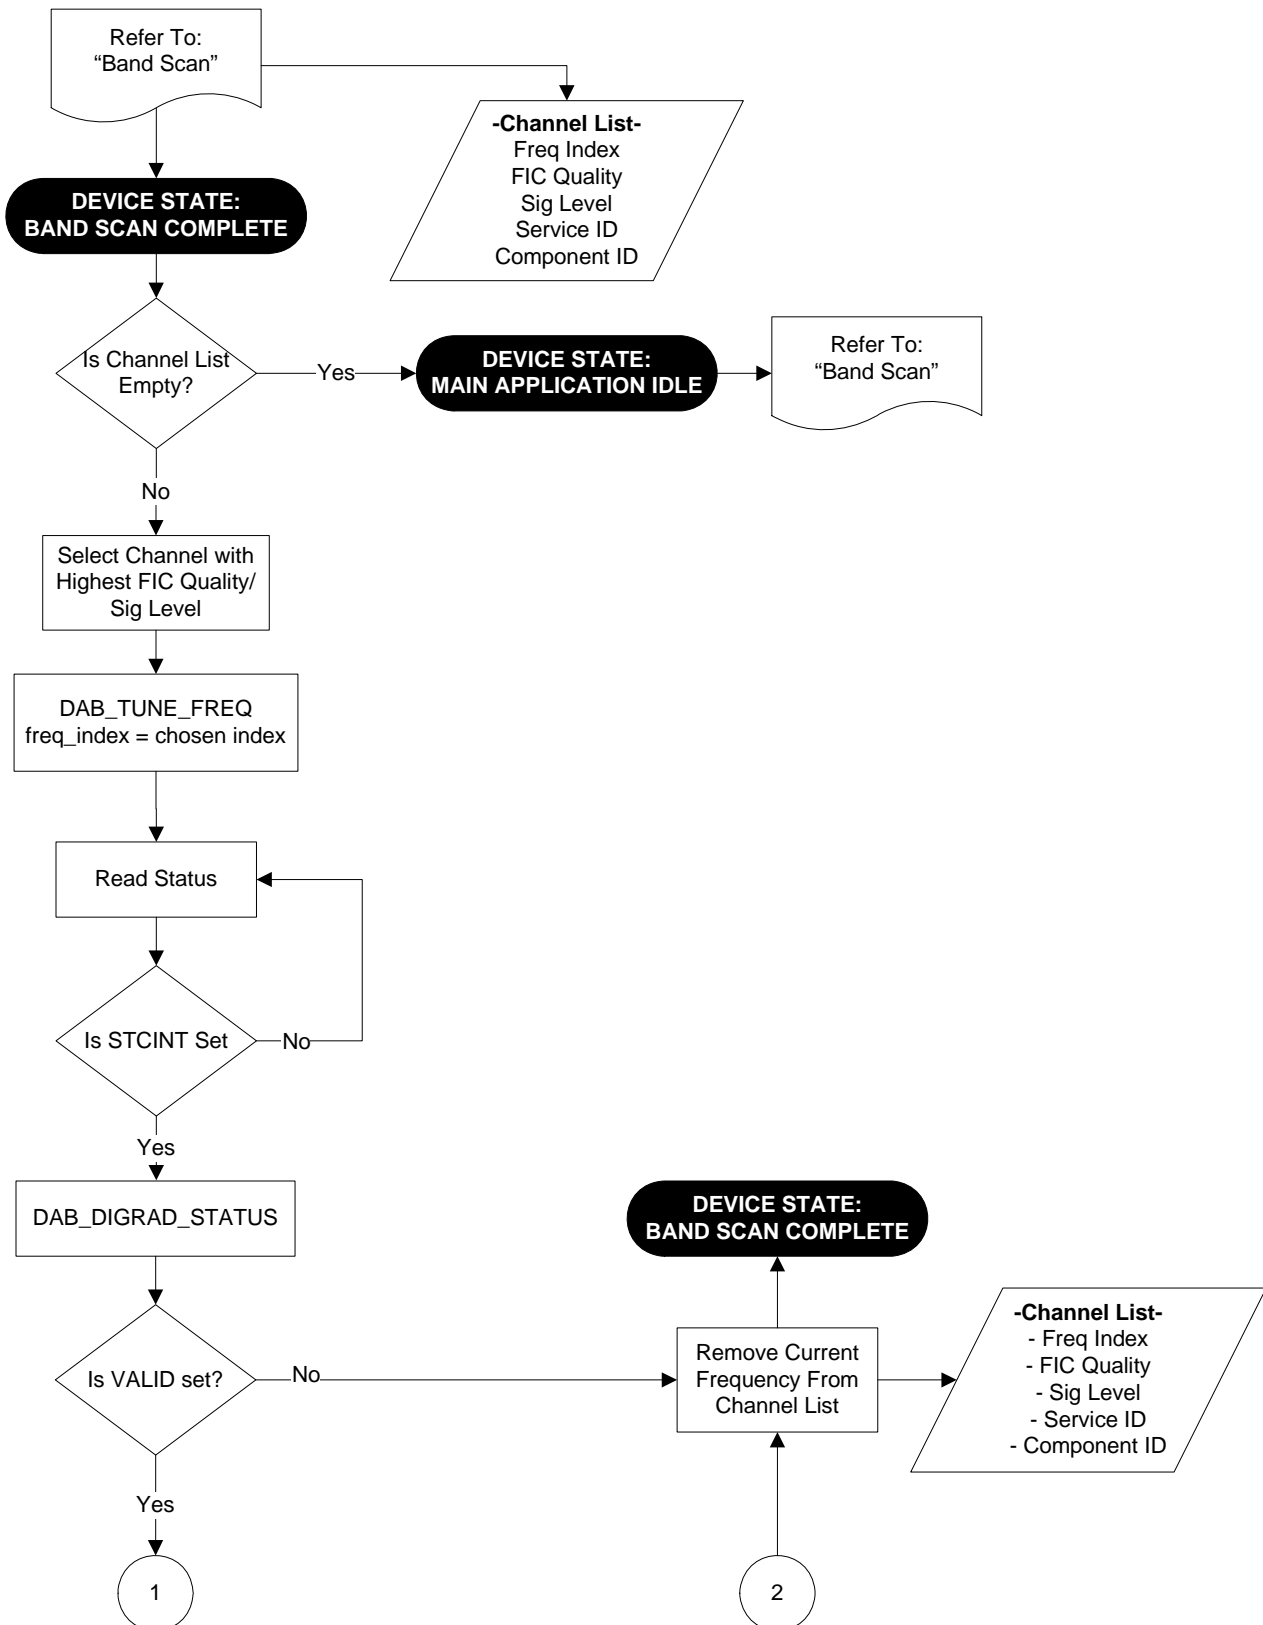 Refer To:
“Band Scan”
-Channel List-
Freq Index
FIC Quality
Sig Level
Service ID
Component ID
DEVICE STATE:
BAND SCAN COMPLETE
Is Channel List
Empty?
Yes
DEVICE STATE:
MAIN APPLICATION IDLE
Refer To:
“Band Scan”
No
Select Channel with
Highest FIC Quality/
Sig Level
DAB_TUNE_FREQ
freq_index = chosen index
Read Status
Is STCINT Set
No
Yes
DAB_DIGRAD_STATUS
DEVICE STATE:
BAND SCAN COMPLETE
Is VALID set?
No
Remove Current
Frequency From
Channel List
-Channel List-
- Freq Index
- FIC Quality
- Sig Level
- Service ID
- Component ID
Yes
1
2